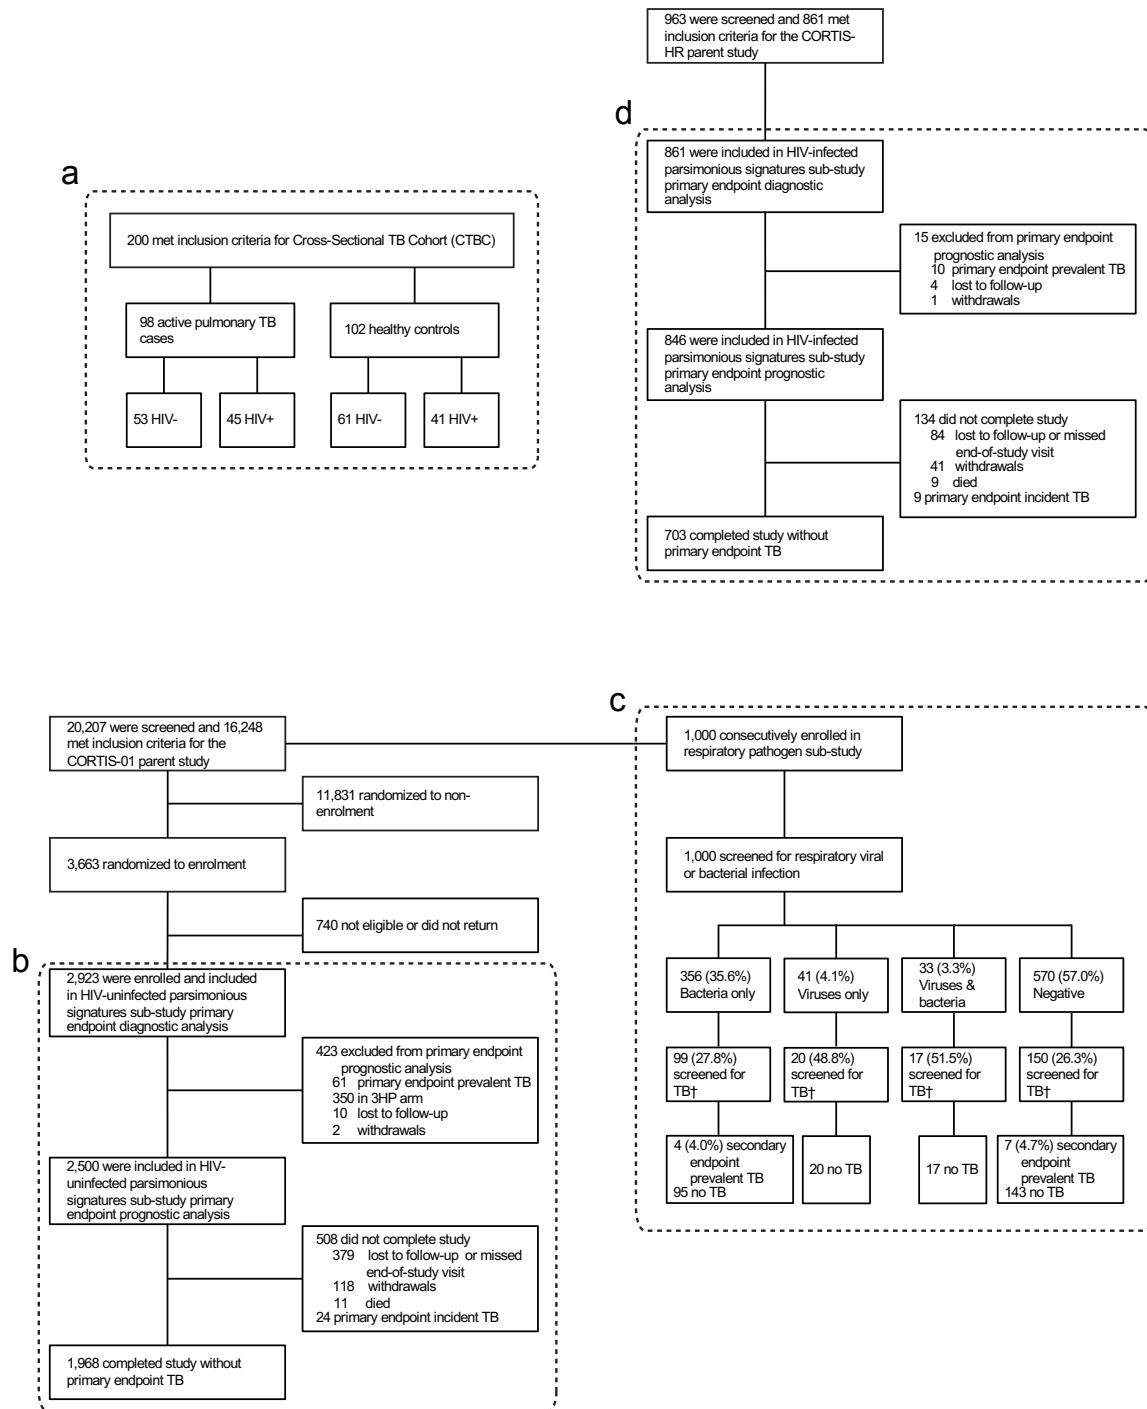 a
200 met inclusion criteria for Cross-Sectional TB Cohort (CTBC)
98 active pulmonary TB
cases
102 healthy controls
53 HIV-
45 HIV+
61 HIV-
41 HIV+
963 were screened and 861 met
inclusion criteria for the CORTIS-
HR parent study
d
861 were included in HIV-infected
parsimonious signatures sub-study
primary endpoint diagnostic
analysis
15 excluded from primary endpoint
prognostic analysis
10 primary endpoint prevalent TB
4 lost to follow-up
1 withdrawals
846 were included in HIV-infected
parsimonious signatures sub-study
primary endpoint prognostic
analysis
134 did not complete study
84 lost to follow-up or missed
end-of-study visit
41 withdrawals
9 died
9 primary endpoint incident TB
703 completed study without
primary endpoint TB
20,207 were screened and 16,248
met inclusion criteria for the
CORTIS-01 parent study
11,831 randomized to non-
enrolment
3,663 randomized to enrolment
740 not eligible or did not return
b
2,923 were enrolled and included
in HIV-uninfected parsimonious
signatures sub-study primary
endpoint diagnostic analysis
423 excluded from primary endpoint
prognostic analysis
61 primary endpoint prevalent TB
350 in 3HP arm
10 lost to follow-up
2 withdrawals
2,500 were included in HIV-
uninfected parsimonious
signatures sub-study primary
endpoint prognostic analysis
508 did not complete study
379 lost to follow-up or missed
end-of-study visit
118 withdrawals
11 died
24 primary endpoint incident TB
1,968 completed study without
primary endpoint TB
c
1,000 consecutively enrolled in
respiratory pathogen sub-study
1,000 screened for respiratory viral
or bacterial infection
356 (35.6%)
Bacteria only
41 (4.1%)
Viruses only
33 (3.3%)
Viruses &
bacteria
570 (57.0%)
Negative
99 (27.8%)
screened for
TB†
20 (48.8%)
screened for
TB†
17 (51.5%)
screened for
TB†
150 (26.3%)
screened for
TB†
4 (4.0%) secondary
endpoint
prevalent TB
95 no TB
20 no TB
17 no TB
7 (4.7%) secondary
endpoint
prevalent TB
143 no TB